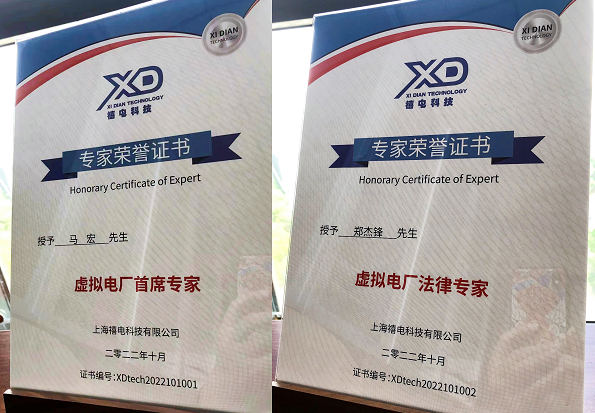 XI DIAN
TECHNOLOGY
XD
XI DIAN TECHNOLOGY
禧电科技
专家荣誉证书
Honorary Certificate of Expert
授予 马 宏 先生
虚拟电厂首席专家
上海禧电科技有限公司
二零二二年十月
证书编号:XDtech2022101001
XI DIAN
TECHNOLOGY
XD
XI DIAN TECHNOLOGY
禧电科技
专家荣誉证书
Honorary Certificate of Expert
授予 郑杰锋 先生
虚拟电厂法律专家
上海禧电科技有限公司
二零二二年十月
证书编号:XDtech2022101002